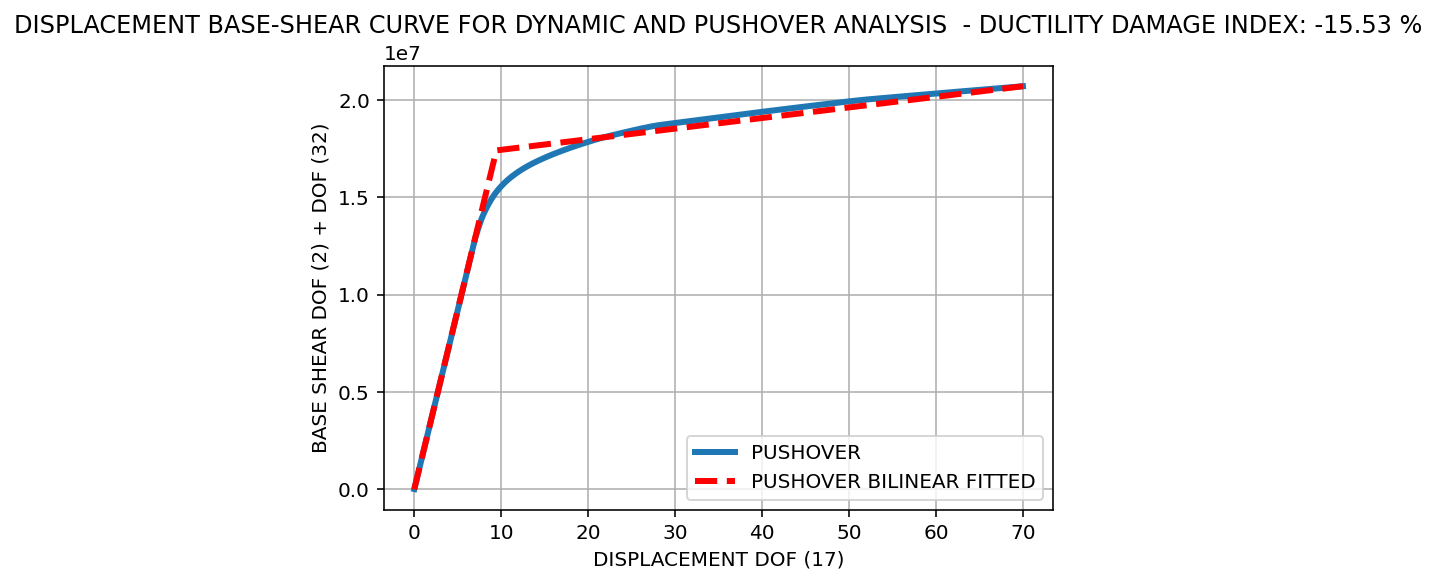 DISPLACEMENT BASE-SHEAR CURVE FOR DYNAMIC AND PUSHOVER ANALYSIS  - DUCTILITY DAMAGE INDEX: -15.53 %
1e7
2.0
1.5
1.0
0.5
0.0
BASE SHEAR DOF (2) + DOF (32)
PUSHOVER
PUSHOVER BILINEAR FITTED
0 10 20 30 40 50 60 70
DISPLACEMENT DOF (17)